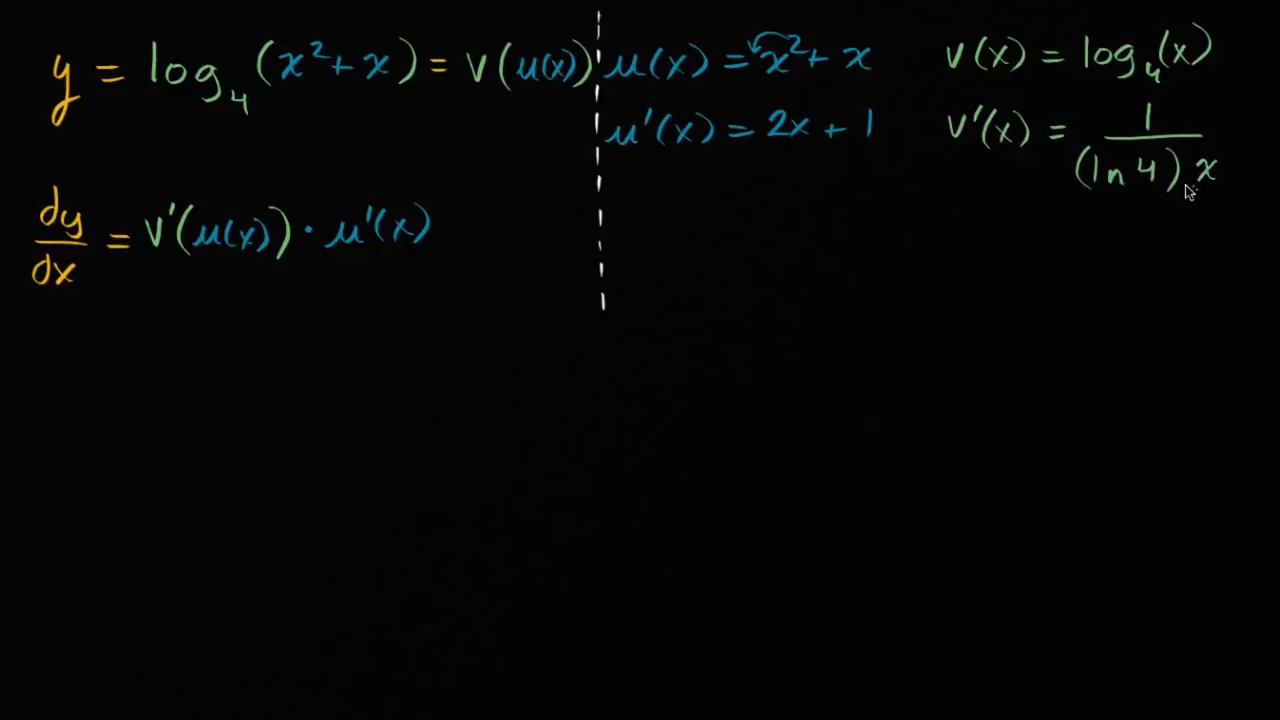 y = log₄(x² + x) = v(u(x))
dy/dx = v'(u(x)) · u'(x)
u(x) = x² + x
u'(x) = 2x + 1
v(x) = log₄(x)
v'(x) = 1/((ln 4) x)